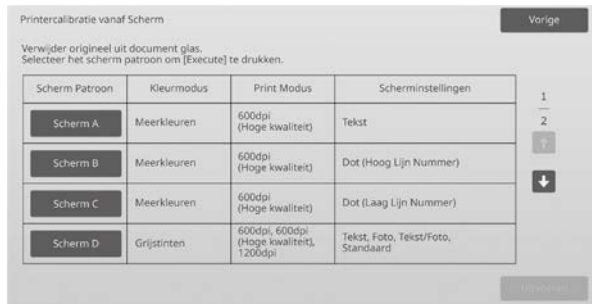 Printercalibratie vanaf Scherm
Vorige
Verwijder origineel uit document glas.
Selecteer het scherm patroon om [Execute] te drukken.
Scherm Patroon Kleurmodus Print Modus Scherminstellingen
Scherm A Meerkleuren 600dpi
(Hoge kwaliteit) Tekst
Scherm B Meerkleuren 600dpi
(Hoge kwaliteit) Dot (Hoog Lijn Nummer)
Scherm C Meerkleuren 600dpi
(Hoge kwaliteit) Dot (Laag Lijn Nummer)
Scherm D Grijstinten 600dpi, 600dpi
(Hoge kwaliteit),
1200dpi Tekst, Foto, Tekst/Foto,
Standaard
1
2